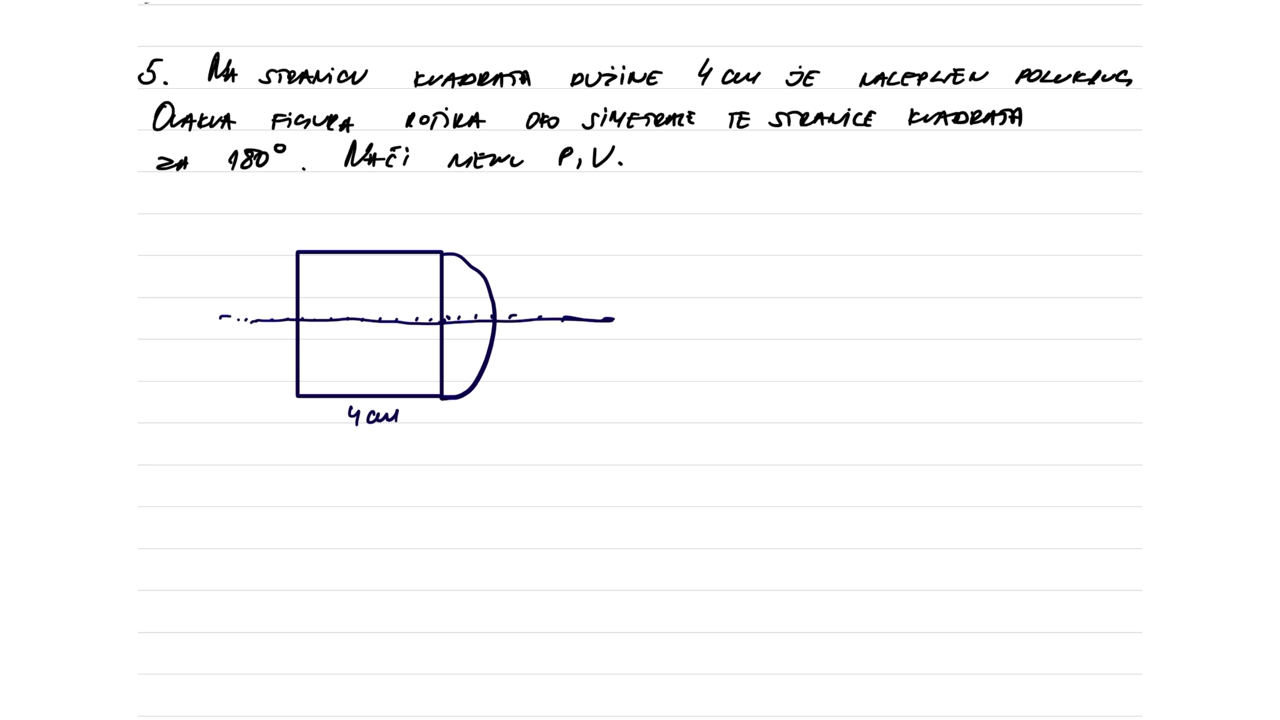 5. NA STRANICU KVADRATA DUŽINE 4 cm JE NALEPLJEN POLUKRUG.
OVAKVA FIGURA ROTIRA OKO SIMETRALE TE STRANICE KVADRATA
ZA 180°. NAĆI NJENU P, V.
4 cm